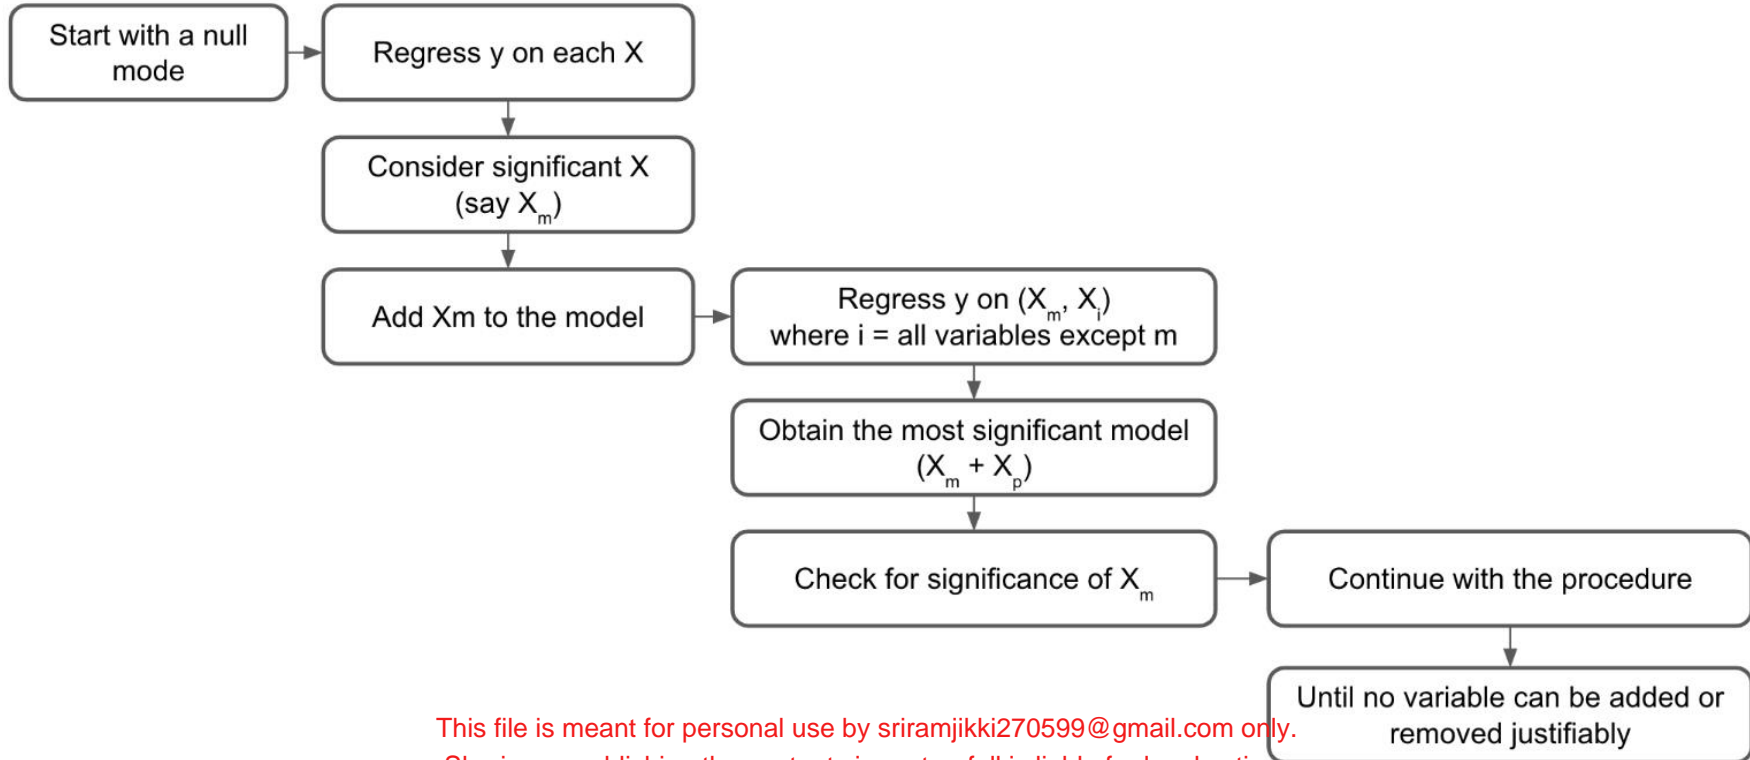 Start with a null
mode
Regress y on each X
Consider significant X
(say Xm)
Add Xm to the model
Regress y on (Xm, Xi)
where i = all variables except m
Obtain the most significant model
(Xm + Xp)
Check for significance of Xm
Continue with the procedure
Until no variable can be added or
removed justifiably
This file is meant for personal use by sriramjikki270599@gmail.com only.